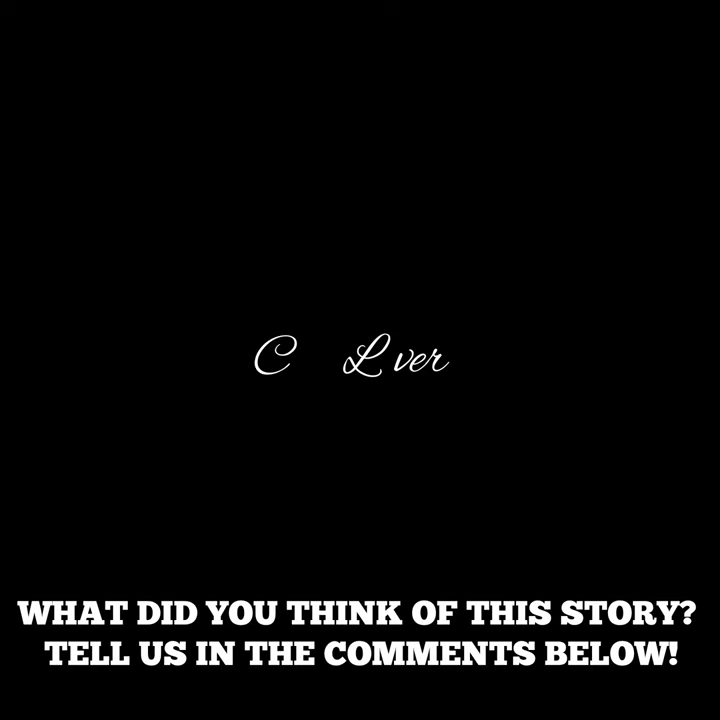 C L ver
WHAT DID YOU THINK OF THIS STORY?
TELL US IN THE COMMENTS BELOW!